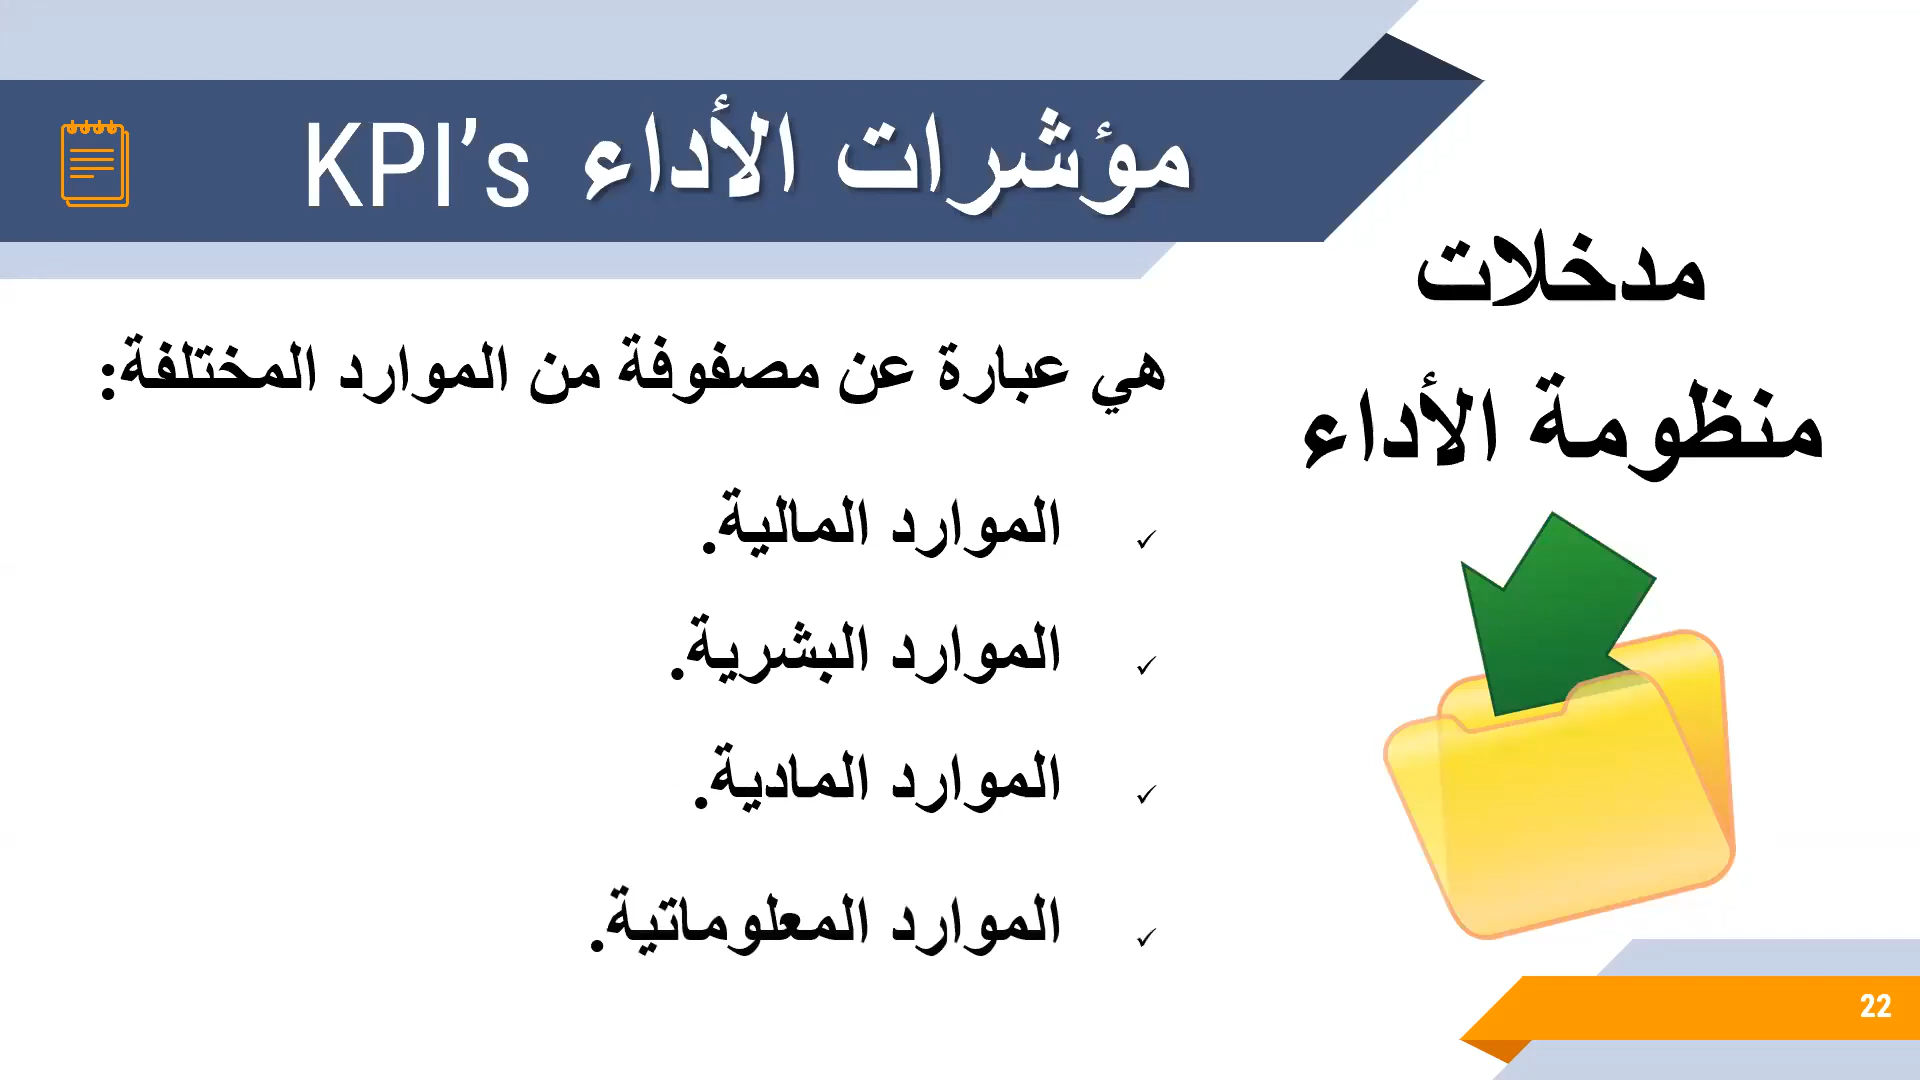 مؤشرات الأداء KPI’s
مدخلات
منظومة الأداء
هي عبارة عن مصفوفة من الموارد المختلفة:
✓ الموارد المالية.
✓ الموارد البشرية.
✓ الموارد المادية.
✓ الموارد المعلوماتية.
22